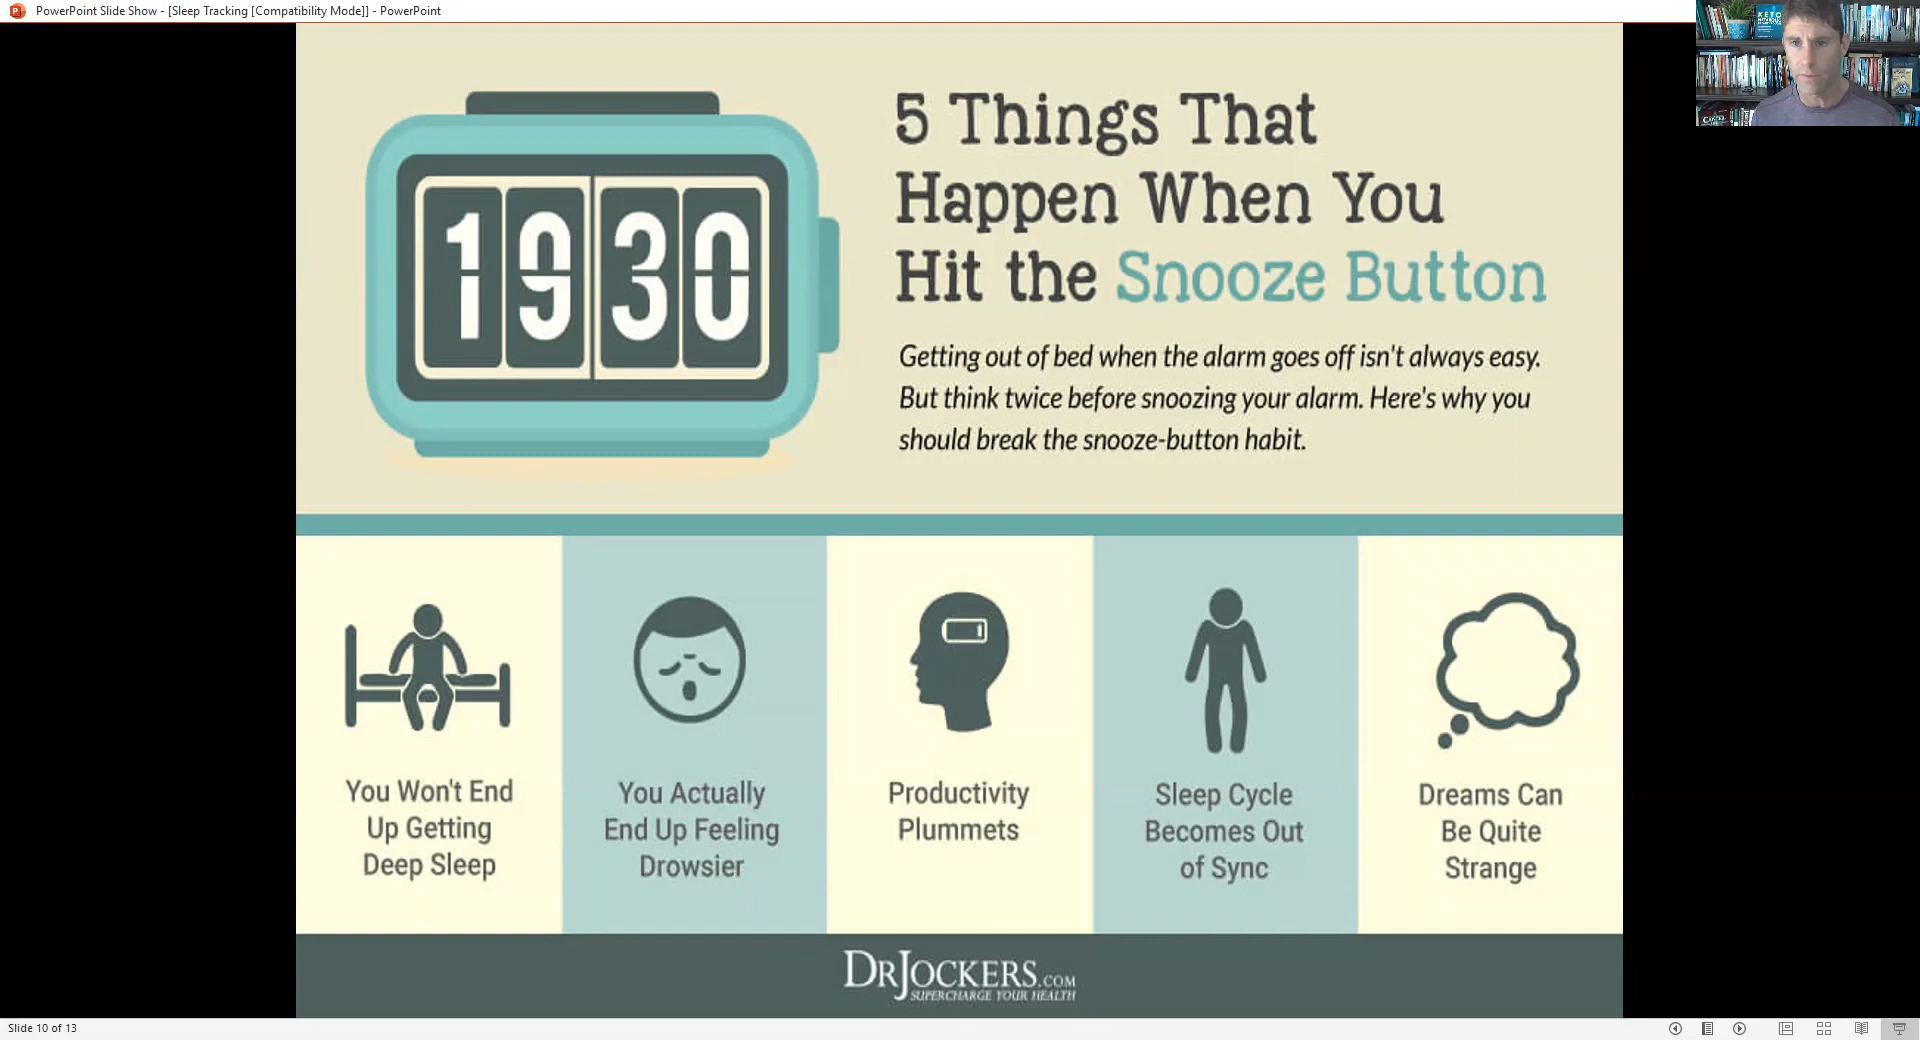 PowerPoint Slide Show - [Sleep Tracking [Compatibility Mode]] - PowerPoint
KETO
5 Things That
Happen When You
Hit the Snooze Button
1930
Getting out of bed when the alarm goes off isn't always easy.
But think twice before snoozing your alarm. Here's why you
should break the snooze-button habit.
You Won't End
Up Getting
Deep Sleep
You Actually
End Up Feeling
Drowsier
Productivity
Plummets
Sleep Cycle
Becomes Out
of Sync
Dreams Can
Be Quite
Strange
DRJOCKERS.COM
SUPERCHARGE YOUR HEALTH
Slide 10 of 13